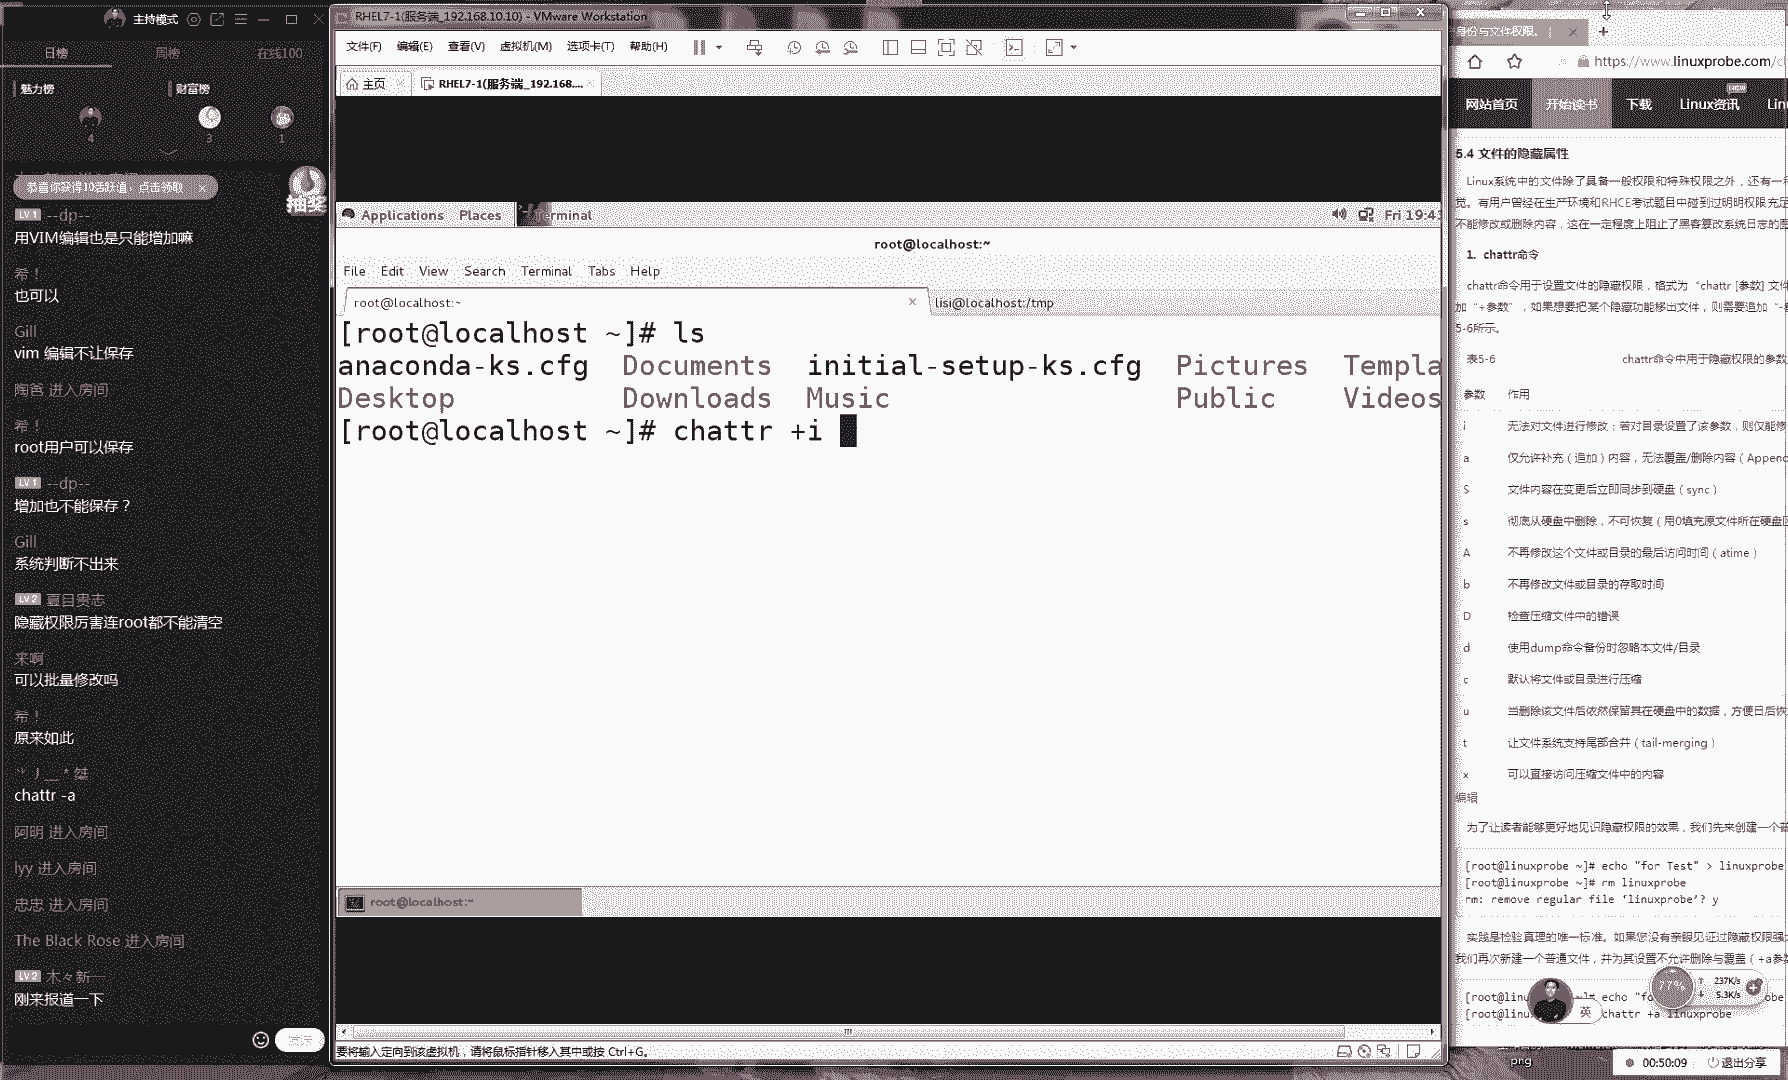 主持模式
日榜 周榜 在线100
魅力榜 财富榜
4 3 1
恭喜你获得10活跃值，点击领取
抽奖
LV1 --dp--
用VIM编辑也是只能增加嘛
希！
也可以
Gill
vim 编辑不让保存
陶爸 进入房间
希！
root用户可以保存
LV1 --dp--
增加也不能保存？
Gill
系统判断不出来
LV2 夏目贵志
隐藏权限厉害连root都不能清空
来啊
可以批量修改吗
希！
原来如此
chattr -a
阿明 进入房间
lyy 进入房间
忠忠 进入房间
The Black Rose 进入房间
LV2 木々新一
刚来报道一下
发送
RHEL7-1(服务端_192.168.10.10) - VMware Workstation
文件(F) 编辑(E) 查看(V) 虚拟机(M) 选项卡(T) 帮助(H)
主页 RHEL7-1(服务端_192.168....
Applications Places Terminal Fri 19:43
root@localhost:~
File Edit View Search Terminal Tabs Help
root@localhost:~ lisi@localhost:/tmp
[root@localhost ~]# ls
anaconda-ks.cfg Documents initial-setup-ks.cfg Pictures Templa
Desktop Downloads Music Public Videos
[root@localhost ~]# chattr +i
root@localhost:~
要将输入定向到该虚拟机，请将鼠标指针移入其中或按 Ctrl+G。
身份与文件权限。
https://www.linuxprobe.com/c
网站首页 开始读书 下载 Linux资讯 Lin
NEW
5.4 文件的隐藏属性
Linux系统中的文件除了具备一般权限和特殊权限之外，还有一种
觉。有用户曾经在生产环境和RHCE考试题目中碰到过明明权限充足
不能修改或删除内容，这在一定程度上阻止了黑客篡改系统日志的图
1. chattr命令
chattr命令用于设置文件的隐藏权限，格式为“chattr [参数] 文件
加“+参数”，如果想要把某个隐藏功能移出文件，则需要追加“-参
5-6所示。
表5-6 chattr命令中用于隐藏权限的参数
参数 作用
i 无法对文件进行修改；若对目录设置了该参数，则仅能修
a 仅允许补充（追加）内容，无法覆盖/删除内容（Append
S 文件内容在变更后立即同步到硬盘（sync）
s 彻底从硬盘中删除，不可恢复（用0填充原文件所在硬盘区
A 不再修改这个文件或目录的最后访问时间（atime）
b 不再修改文件或目录的存取时间
D 检查压缩文件中的错误
d 使用dump命令备份时忽略本文件/目录
c 默认将文件或目录进行压缩
u 当删除该文件后依然保留其在硬盘中的数据，方便日后恢
t 让文件系统支持尾部合并（tail-merging）
x 可以直接访问压缩文件中的内容
编辑
为了让读者能够更好地见识隐藏权限的效果，我们先来创建一个普
[root@linuxprobe ~]# echo "for Test" > linuxprobe
[root@linuxprobe ~]# rm linuxprobe
rm: remove regular file ‘linuxprobe’? y
实践是检验真理的唯一标准。如果您没有亲眼见证过隐藏权限强大
我们再次新建一个普通文件，并为其设置不允许删除与覆盖（+a参数
[root@linu ~]# echo "fo obe
[root@linu chattr +a linuxprobe
77% 237K/s
5.3K/s
英
png
00:50:09 退出分享